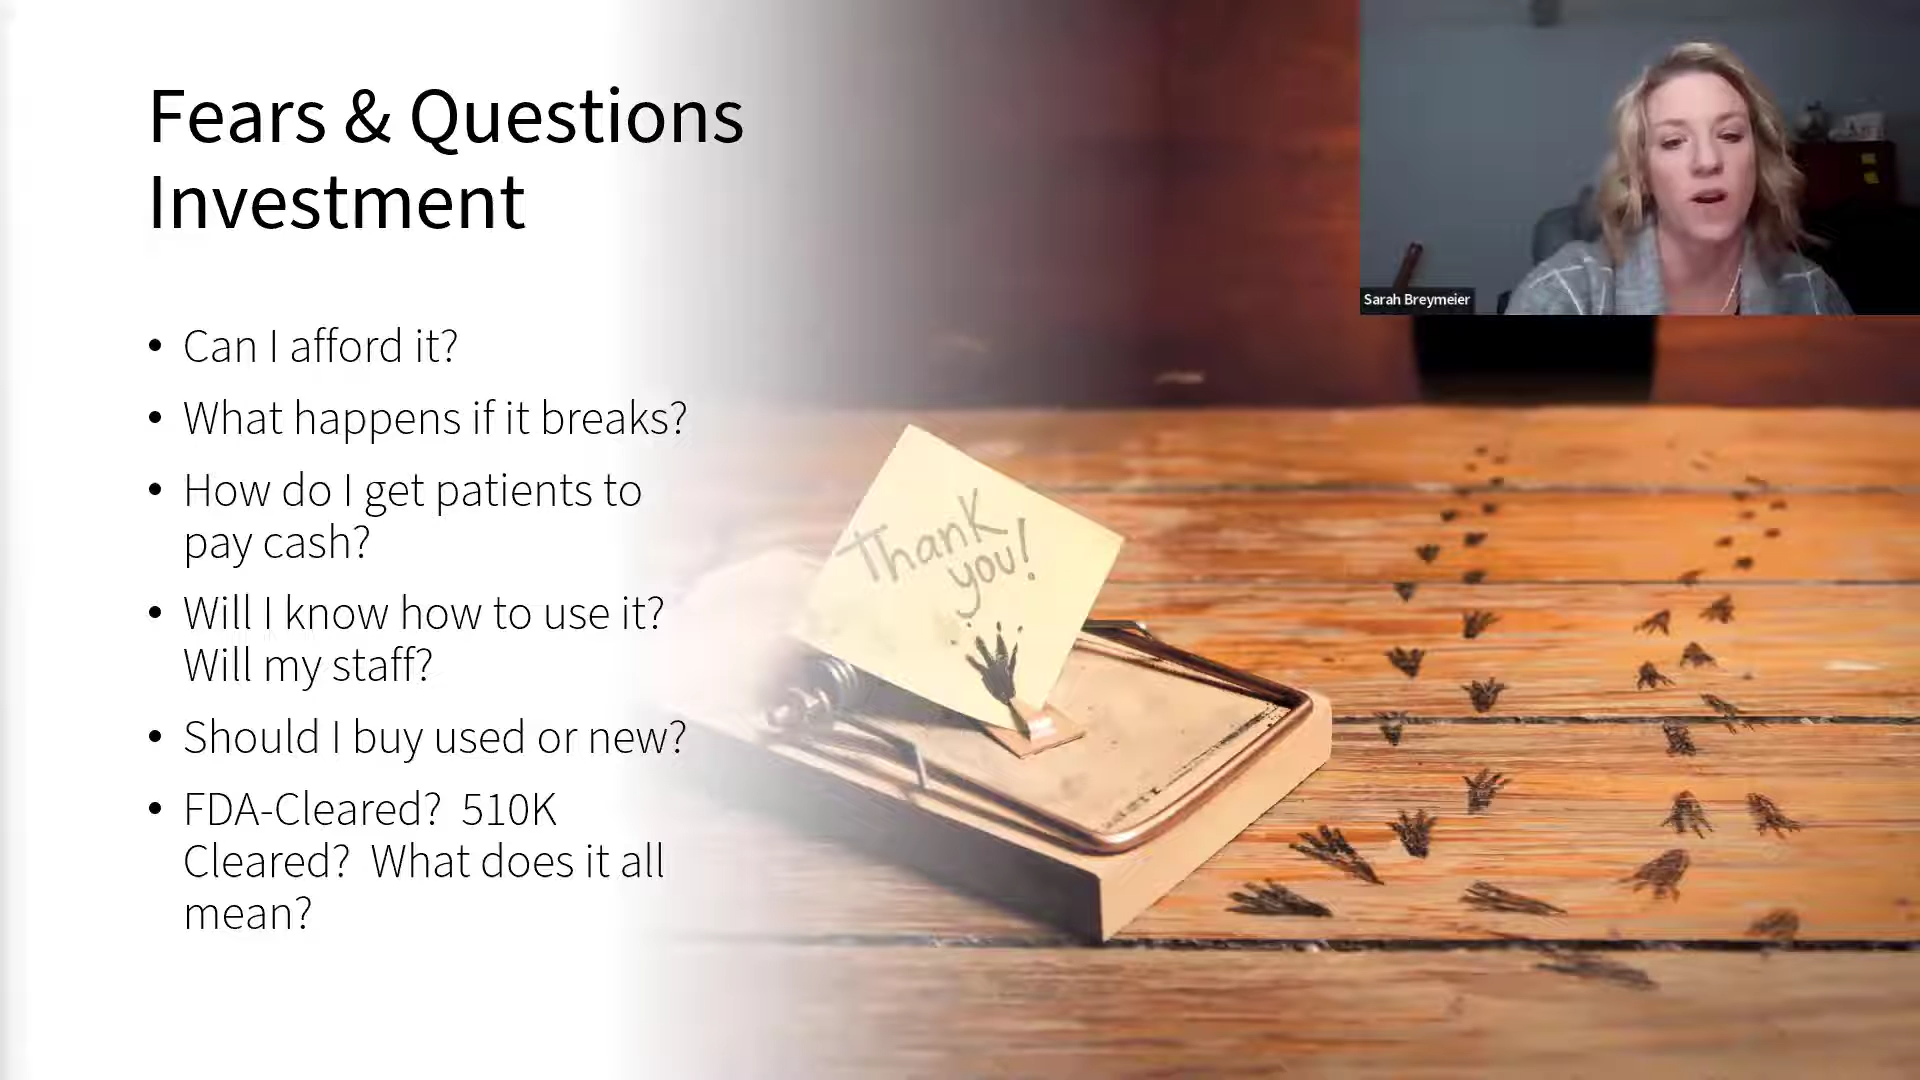 Fears & Questions
Investment
• Can I afford it?
• What happens if it breaks?
• How do I get patients to
pay cash?
• Will I know how to use it?
Will my staff?
• Should I buy used or new?
• FDA-Cleared?  510K
Cleared?  What does it all
mean?
Thank
you!
Sarah Breymeier